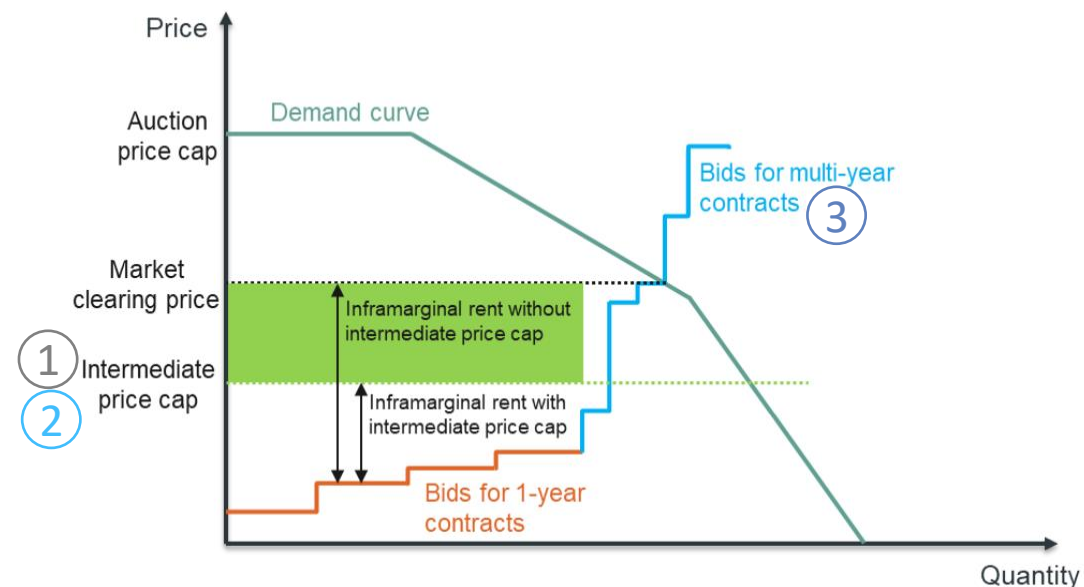 Price
Demand curve
Auction
price cap
Bids for multi-year
contracts
3
Market
clearing price
Inframarginal rent without
intermediate price cap
1
Intermediate
price cap
2
Inframarginal rent with
intermediate price cap
Bids for 1-year
contracts
Quantity